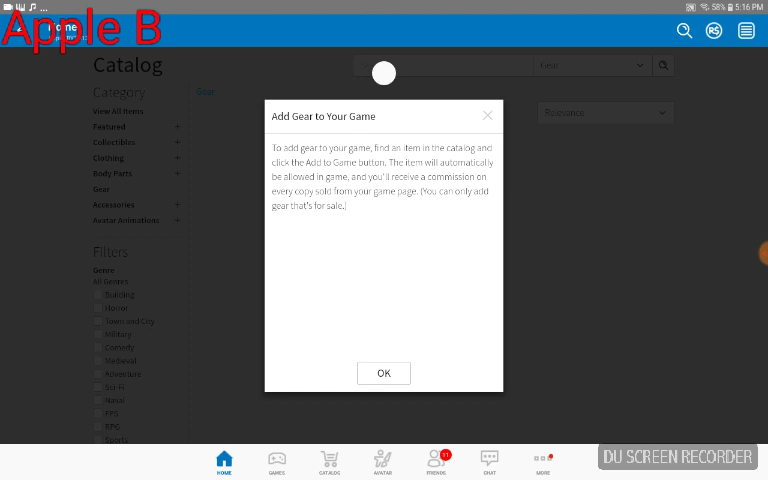 58% 5:16 PM
Apple B
Home
Catalog
Gear
Category
Gear
View All Items
Relevance
Featured
Collectibles
Clothing
Body Parts
Gear
Accessories
Avatar Animations
Add Gear to Your Game
To add gear to your game, find an item in the catalog and
click the Add to Game button. The item will automatically
be allowed in game, and you'll receive a commission on
every copy sold from your game page. (You can only add
gear that's for sale.)
OK
Filters
Genre
All Genres
Building
Horror
Town and City
Military
Comedy
Medieval
Adventure
Sci-Fi
Naval
FPS
RPG
Sports
HOME
GAMES
CATALOG
AVATAR
11
FRIENDS
CHAT
MORE
DU SCREEN RECORDER